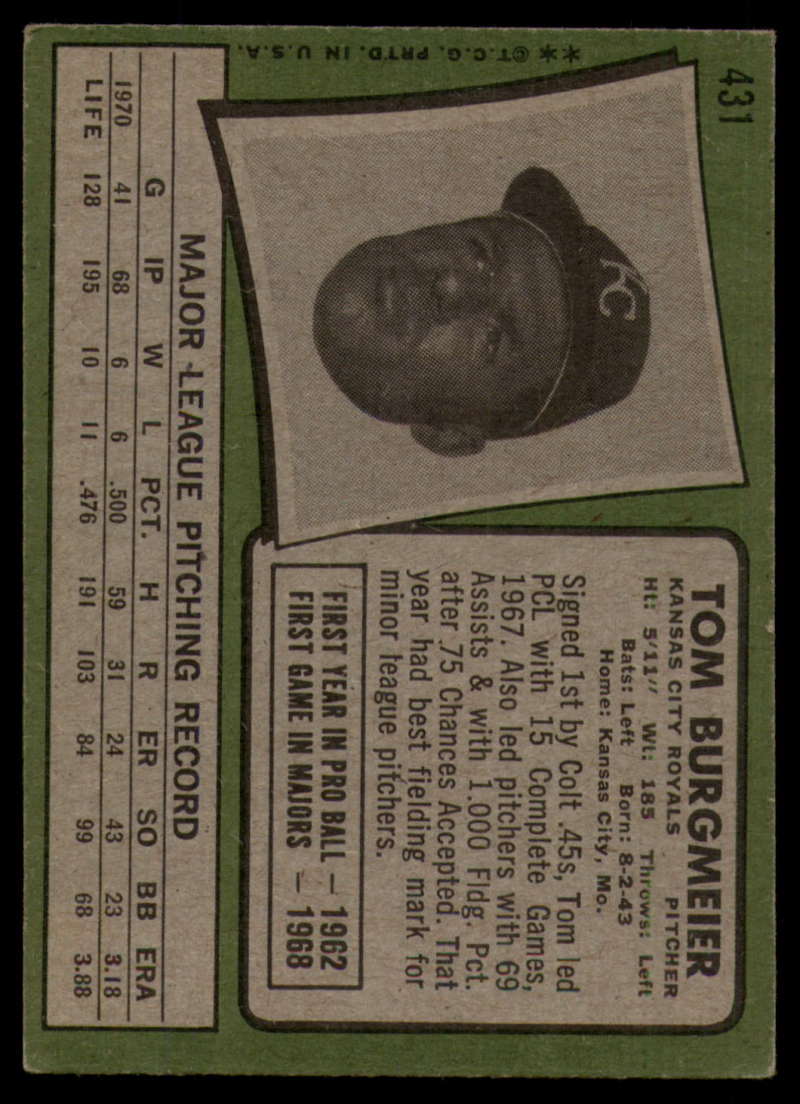 431
**©T.C.G. PRTD. IN U.S.A.
KC
TOM BURGMEIER
KANSAS CITY ROYALS PITCHER
Ht: 5'11" Wt: 185 Throws: Left
Bats: Left Born: 8-2-43
Home: Kansas City, Mo.
Signed 1st by Colt .45s, Tom led
PCL with 15 Complete Games,
1967. Also led pitchers with 69
Assists & with 1.000 Fldg. Pct.
after 75 Chances Accepted. That
year had best fielding mark for
minor league pitchers.
FIRST YEAR IN PRO BALL — 1962
FIRST GAME IN MAJORS — 1968
MAJOR LEAGUE PITCHING RECORD
G IP W L PCT. H R ER SO BB ERA
1970 41 68 6 6 .500 59 31 24 43 23 3.18
LIFE 128 195 10 11 .476 191 103 84 99 68 3.88